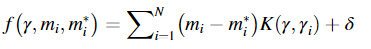 f(γ, m_i, m_i^*) = ∑_{i−1}^{N} (m_i − m_i^*) K(γ, γ_i) + δ